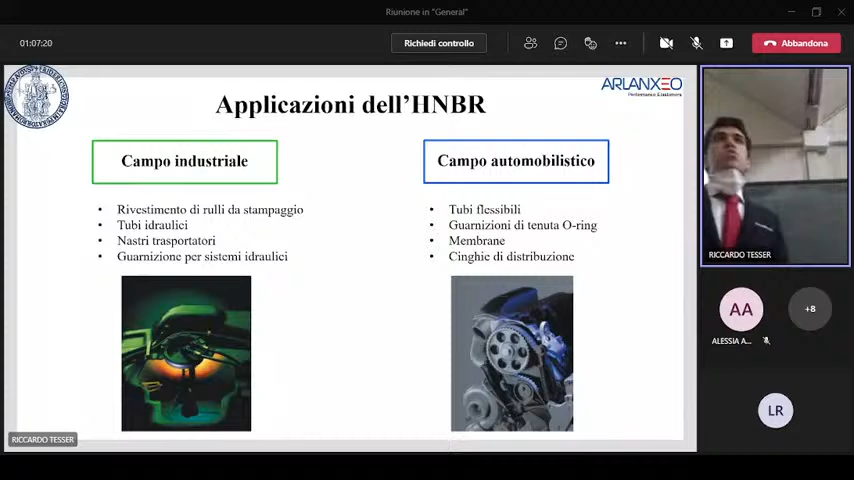 Riunione in "General"
01:07:20
Richiedi controllo
Abbandona
ARLANXEO
Performance Elastomers
Applicazioni dell'HNBR
Campo industriale
• Rivestimento di rulli da stampaggio
• Tubi idraulici
• Nastri trasportatori
• Guarnizione per sistemi idraulici
Campo automobilistico
• Tubi flessibili
• Guarnizioni di tenuta O-ring
• Membrane
• Cinghie di distribuzione
RICCARDO TESSER
RICCARDO TESSER
AA
ALESSIA A...
+8
LR